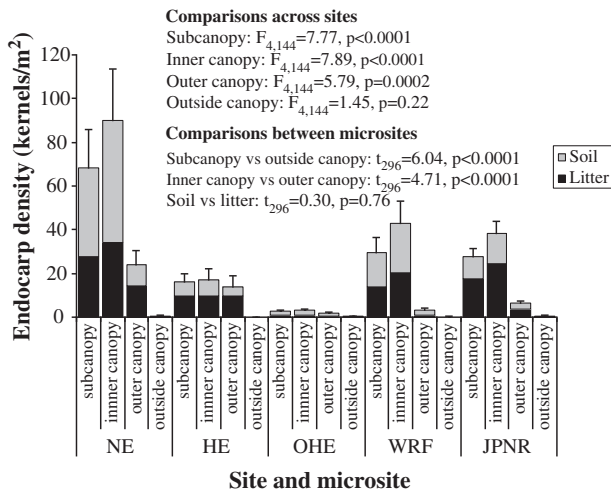 Comparisons across sites
Subcanopy: F4,144=7.77, p<0.0001
Inner canopy: F4,144=7.89, p<0.0001
Outer canopy: F4,144=5.79, p=0.0002
Outside canopy: F4,144=1.45, p=0.22
Comparisons between microsites
Subcanopy vs outside canopy: t296=6.04, p<0.0001
Inner canopy vs outer canopy: t296=4.71, p<0.0001
Soil vs litter: t296=0.30, p=0.76
Soil
Litter
Endocarp density (kernels/m²)
120
100
80
60
40
20
0
subcanopy
innner canopy
outer canopy
outside canopy
subcanopy
innner canopy
outer canopy
outside canopy
subcanopy
innner canopy
outer canopy
outside canopy
subcanopy
innner canopy
outer canopy
outside canopy
subcanopy
innner canopy
outer canopy
outside canopy
NE HE OHE WRF JPNR
Site and microsite